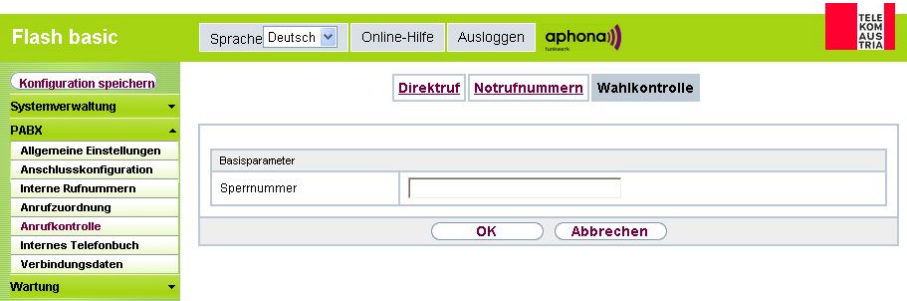 Flash basic
Sprache Deutsch
Online-Hilfe
Ausloggen
aphona
funkwerk
TELE
KOM
AUS
TRIA
Konfiguration speichern
Systemverwaltung
PABX
Allgemeine Einstellungen
Anschlusskonfiguration
Interne Rufnummern
Anrufzuordnung
Anrufkontrolle
Internes Telefonbuch
Verbindungsdaten
Wartung
Direktruf
Notrufnummern
Wahlkontrolle
Basisparameter
Sperrnummer
OK
Abbrechen